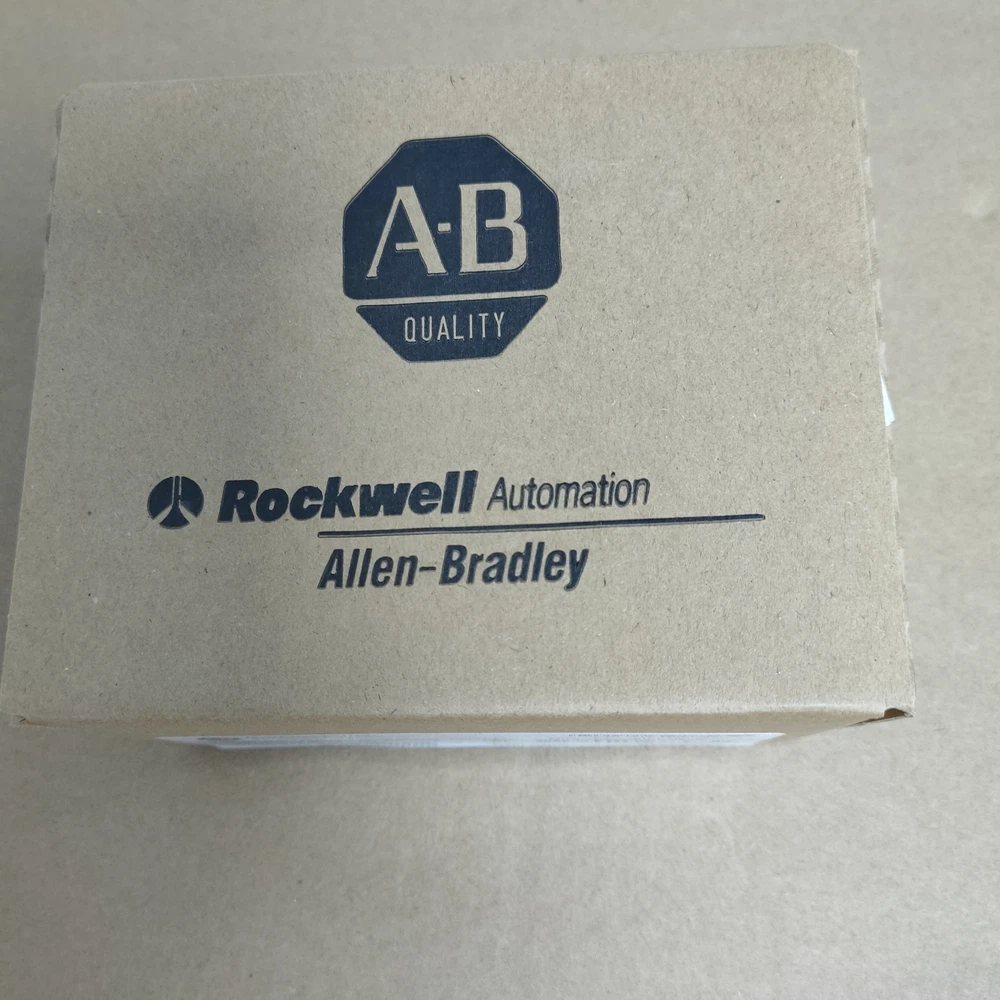 A-B
QUALITY
Rockwell Automation
Allen-Bradley